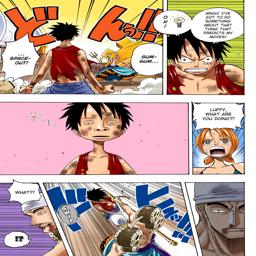 ARGH! I'VE
GOT TO DO
SOMETHING
ABOUT THAT
THING THAT
PREDICTS
MY MOVES!
GUM-
GUM...
...
SPACE-
OUT?
LUFFY,
WHAT ARE
YOU DOING?!
WHAT?!
!?